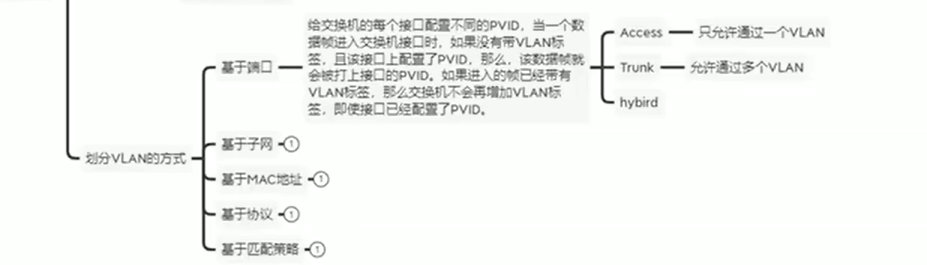 给交换机的每个接口配置不同的PVID，当一个数
据帧进入交换机接口时，如果没有带VLAN标
签，且该接口上配置了PVID，那么，该数据帧就
会被打上接口的PVID。如果进入的帧已经带有
VLAN标签，那么交换机不会再增加VLAN标
签，即使接口已经配置了PVID。
Access
只允许通过一个VLAN
基于端口
Trunk
允许通过多个VLAN
hybird
划分VLAN的方式
基于子网
1
基于MAC地址
1
基于协议
1
基于匹配策略
1